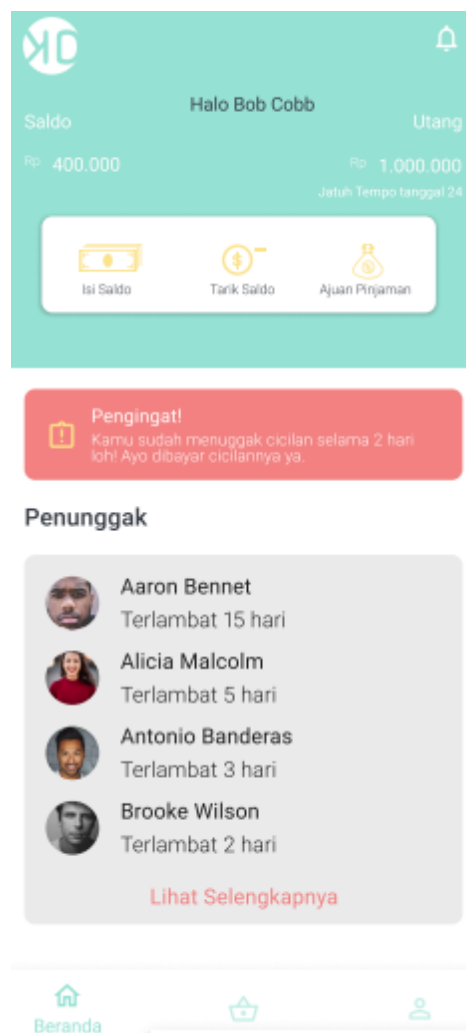 Halo Bob Cobb
Saldo
Utang
Rp 400.000
Rp 1.000.000
Jatuh Tempo tanggal 24
Isi Saldo
Tarik Saldo
Ajuan Pinjaman
Pengingat!
Kamu sudah menuggak cicilan selama 2 hari
loh! Ayo dibayar cicilannya ya.
Penunggak
Aaron Bennet
Terlambat 15 hari
Alicia Malcolm
Terlambat 5 hari
Antonio Banderas
Terlambat 3 hari
Brooke Wilson
Terlambat 2 hari
Lihat Selengkapnya
Beranda